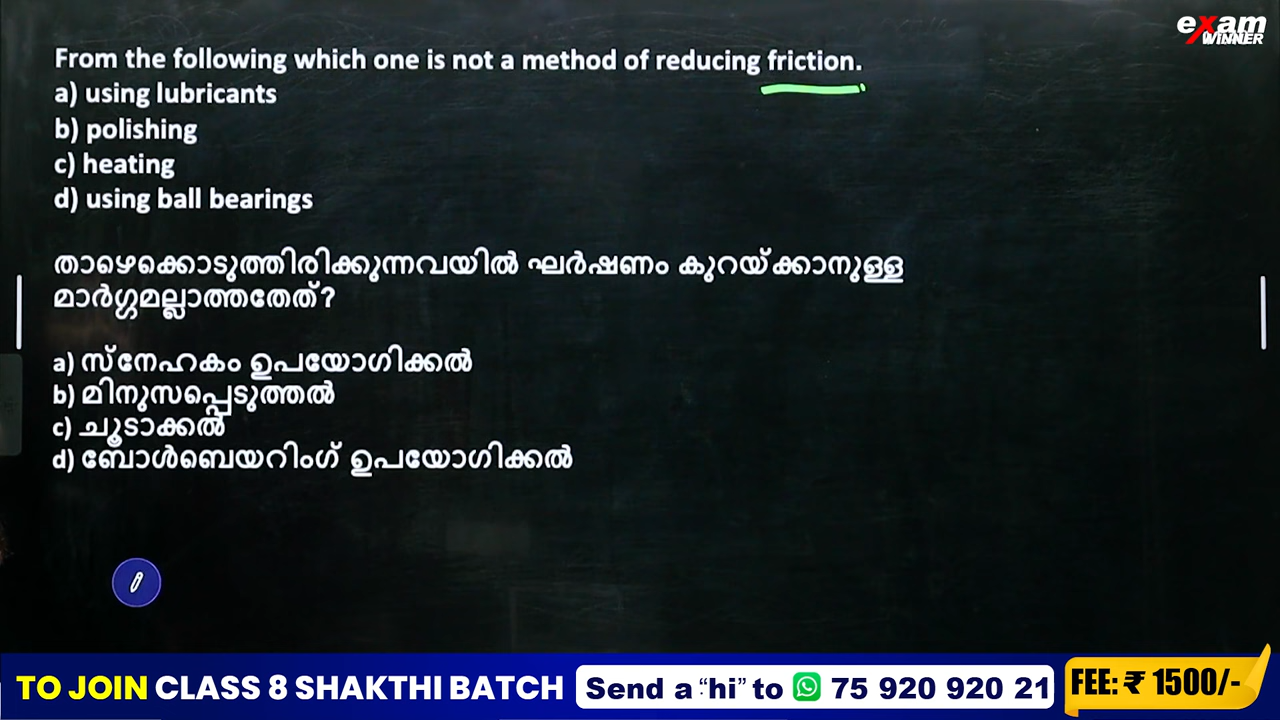 exam
WINNER
From the following which one is not a method of reducing friction.
a) using lubricants
b) polishing
c) heating
d) using ball bearings
താഴെക്കൊടുത്തിരിക്കുന്നവയിൽ ഘർഷണം കുറയ്ക്കാനുള്ള
മാർഗ്ഗമല്ലാത്തതേത്?
a) സ്നേഹകം ഉപയോഗിക്കൽ
b) മിനുസപ്പെടുത്തൽ
c) ചൂടാക്കൽ
d) ബോൾബെയറിംഗ് ഉപയോഗിക്കൽ
TO JOIN CLASS 8 SHAKTHI BATCH Send a “hi” to 75 920 920 21 FEE: ₹ 1500/-